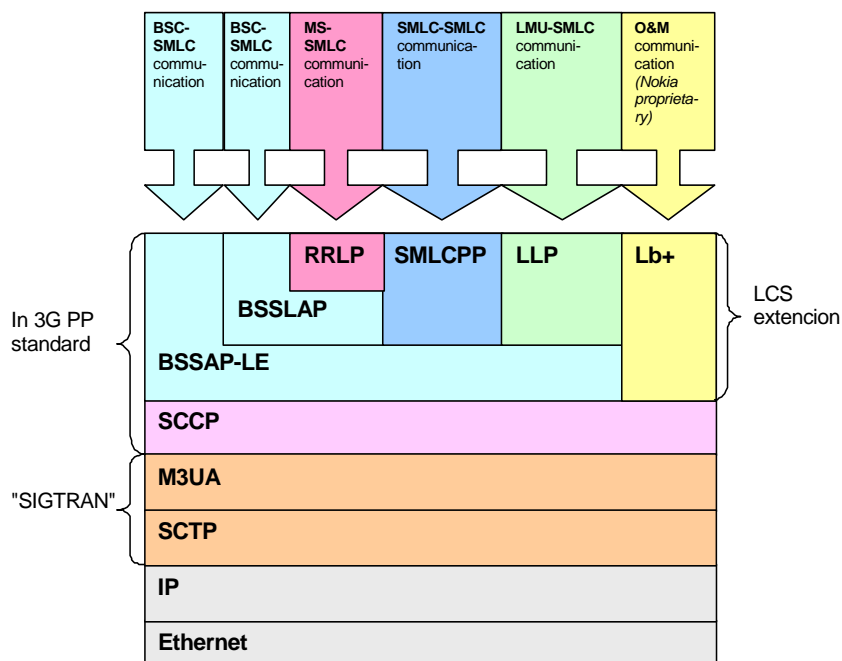 BSC-
SMLC
commu-
nication
BSC-
SMLC
commu-
nication
MS-
SMLC
communi-
cation
SMLC-SMLC
communica-
tion
LMU-SMLC
communi-
cation
O&M
communi-
cation
(Nokia
proprieta-
ry)
RRLP
SMLCPP
LLP
Lb+
BSSLAP
BSSAP-LE
In 3G PP
standard
LCS
extencion
SCCP
M3UA
"SIGTRAN"
SCTP
IP
Ethernet